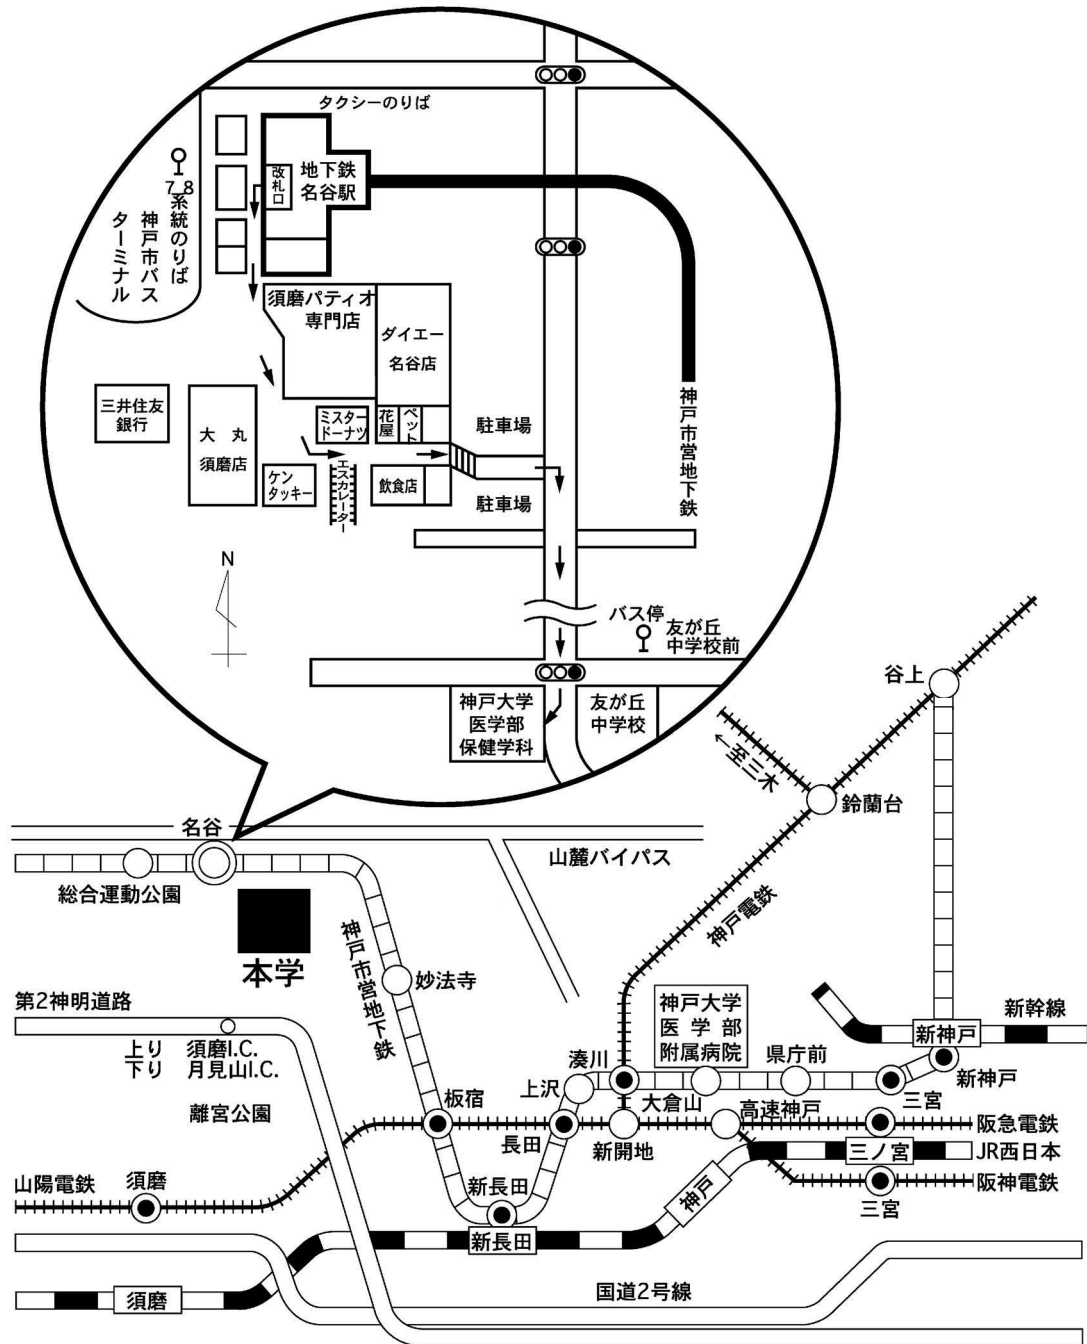 タクシーのりば
改札口
地下鉄
名谷駅
7 8
系統のりば
神戸市バス
ターミナル
須磨パティオ
専門店
ダイエー
名谷店
三井住友
銀行
大丸
須磨店
ミスター
ドーナツ
花屋
ペット
駐車場
ケン
タッキー
エスカレーター
飲食店
駐車場
神戸市営地下鉄
N
バス停
友が丘
中学校前
神戸大学
医学部
保健学科
友が丘
中学校
谷上
←至三木
鈴蘭台
名谷
山麓バイパス
総合運動公園
神戸電鉄
本学
神戸市営地下鉄
妙法寺
第2神明道路
上り 須磨I.C.
下り 月見山I.C.
離宮公園
神戸大学
医学部
附属病院
新幹線
新神戸
新神戸
湊川
県庁前
上沢
大倉山
三宮
板宿
高速神戸
長田
新開地
阪急電鉄
三ノ宮
JR西日本
山陽電鉄
須磨
新長田
神戸
阪神電鉄
三宮
新長田
国道2号線
須磨